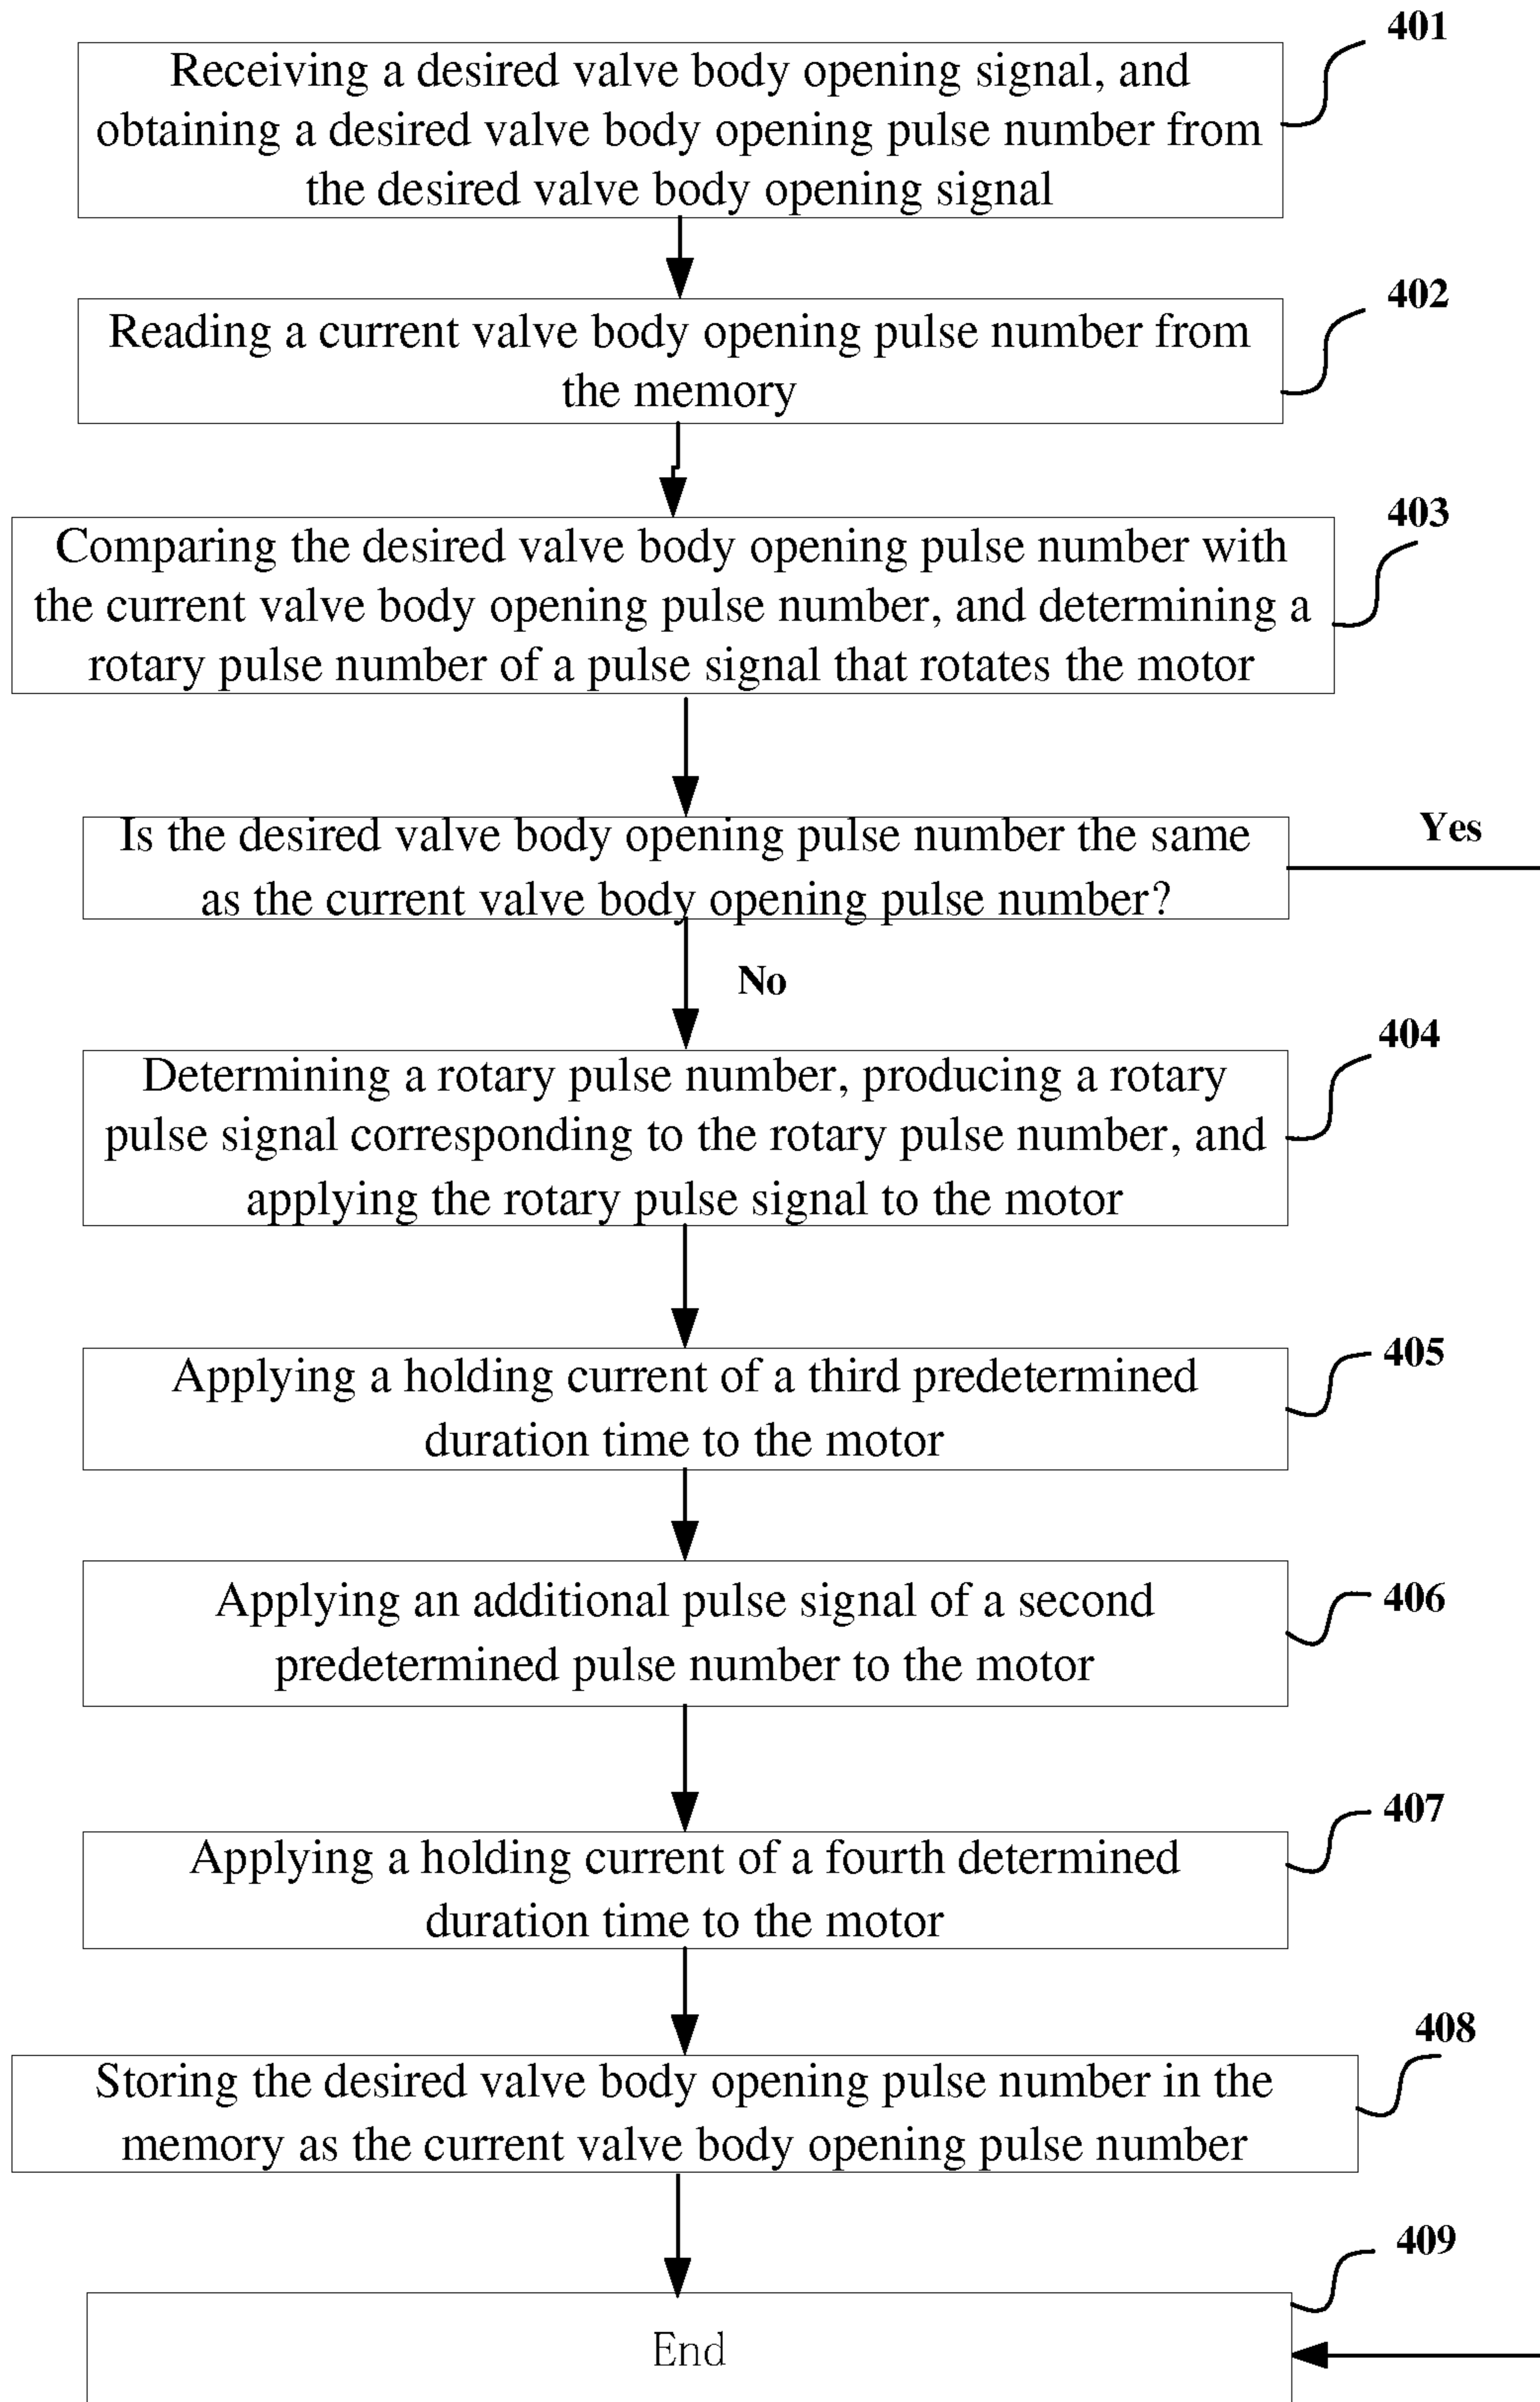 401
Receiving a desired valve body opening signal, and
obtaining a desired valve body opening pulse number from
the desired valve body opening signal
402
Reading a current valve body opening pulse number from
the memory
403
Comparing the desired valve body opening pulse number with
the current valve body opening pulse number, and determining a
rotary pulse number of a pulse signal that rotates the motor
Is the desired valve body opening pulse number the same
as the current valve body opening pulse number?
Yes
No
404
Determining a rotary pulse number, producing a rotary
pulse signal corresponding to the rotary pulse number, and
applying the rotary pulse signal to the motor
405
Applying a holding current of a third predetermined
duration time to the motor
406
Applying an additional pulse signal of a second
predetermined pulse number to the motor
407
Applying a holding current of a fourth determined
duration time to the motor
408
Storing the desired valve body opening pulse number in the
memory as the current valve body opening pulse number
409
End